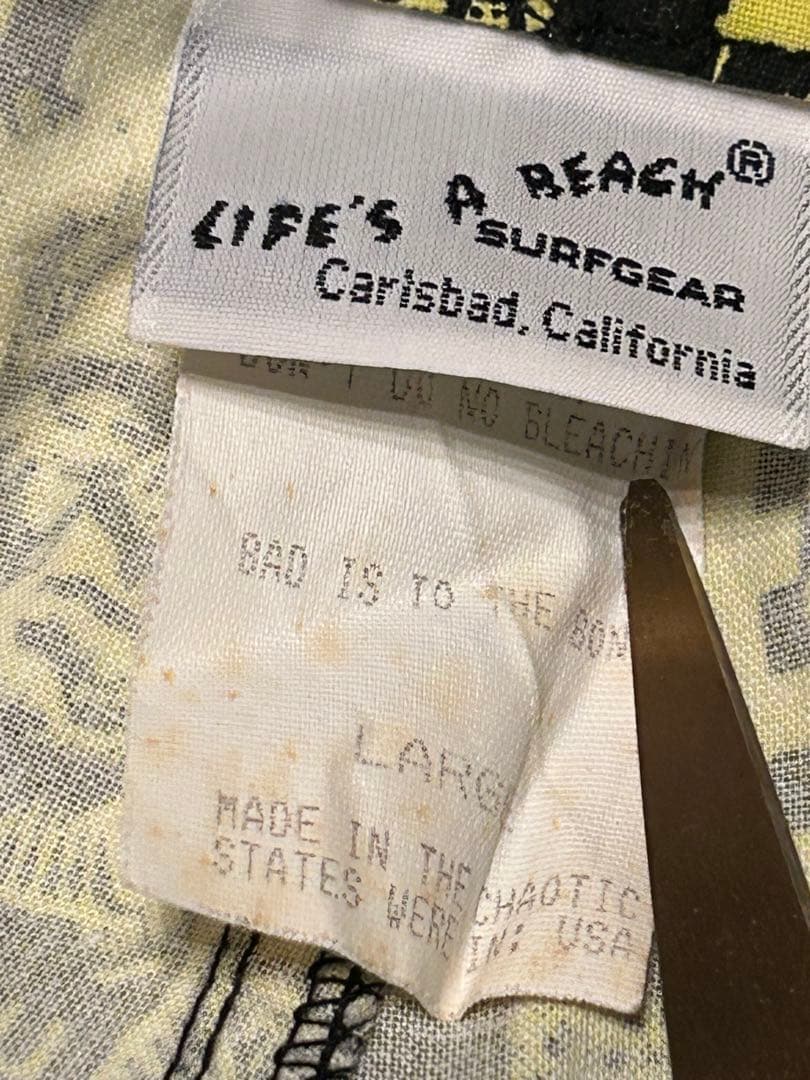 LIFE'S A BEACH®
SURFGEAR
Carlsbad, California
DO NO BLEACHIN
BAD IS TO THE BON
LARG
MADE IN THE CHAOTIC
STATES WERE IN: USA